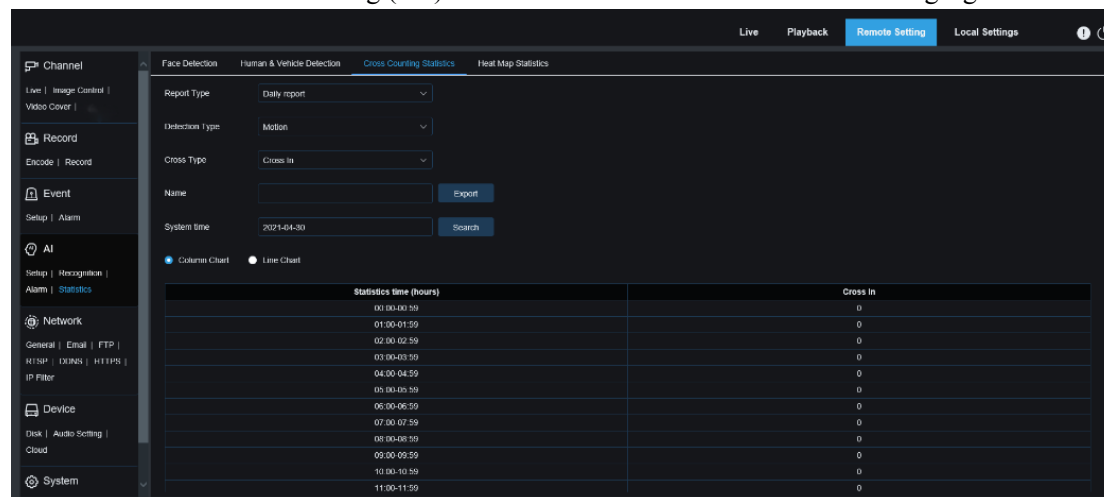 Live Playback Remote Setting Local Settings
Channel
Live | Image Control |
Video Cover |
Record
Encode | Record
Event
Setup | Alarm
AI
Setup | Recognition |
Alarm | Statistics
Network
General | Email | FTP |
RTSP | DDNS | HTTPS |
IP Filter
Device
Disk | Audio Setting |
Cloud
System
Face Detection Human & Vehicle Detection Cross Counting Statistics Heat Map Statistics
Report Type Daily report
Detection Type Motion
Cross Type Cross In
Name Export
System time 2021-04-30 Search
Column Chart Line Chart
Statistics time (hours) Cross In
00:00-00:59 0
01:00-01:59 0
02:00-02:59 0
03:00-03:59 0
04:00-04:59 0
05:00-05:59 0
06:00-06:59 0
07:00-07:59 0
08:00-08:59 0
09:00-09:59 0
10:00-10:59 0
11:00-11:59 0